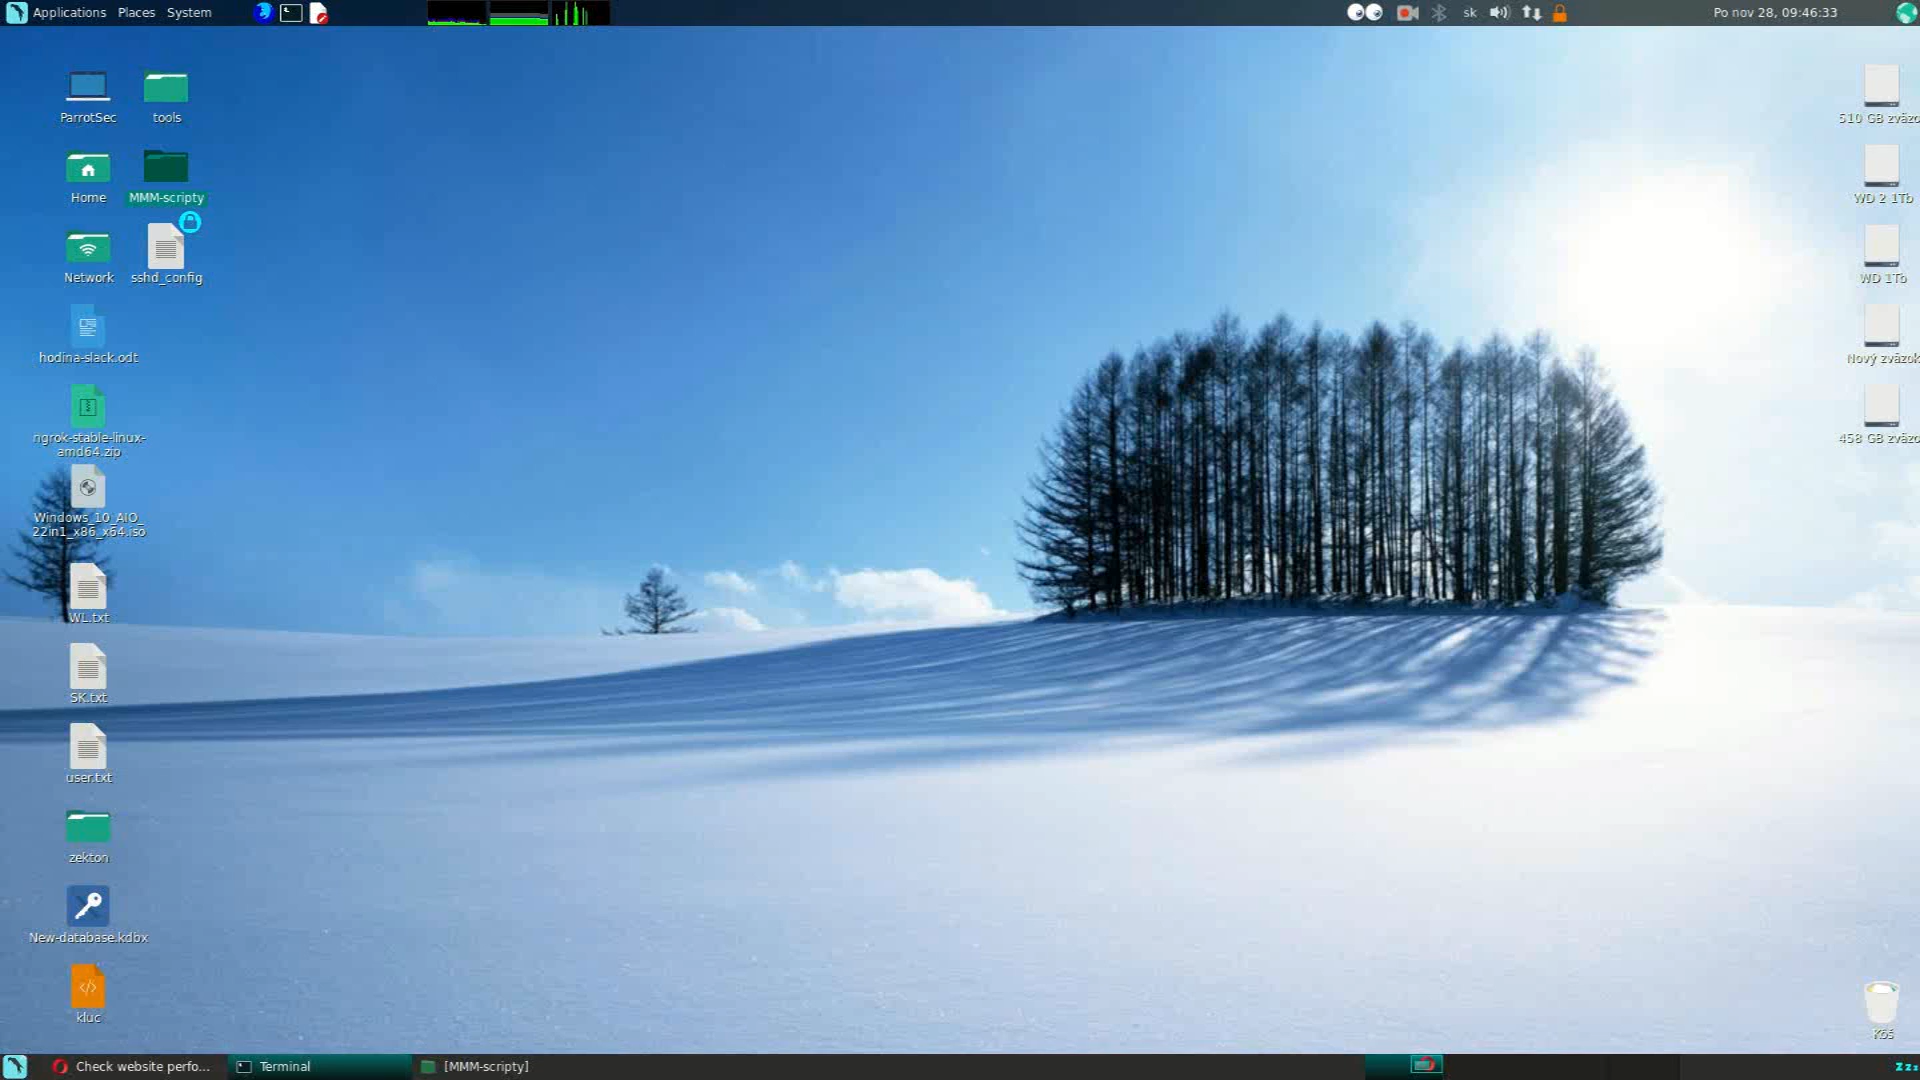 Applications Places System
sk
Po nov 28, 09:46:33
ParrotSec
tools
Home
MMM-scripty
Network
sshd_config
hodina-slack.odt
ngrok-stable-linux-
amd64.zip
Windows_10_AIO_
22in1_x86_x64.iso
WL.txt
SK.txt
user.txt
zekton
New-database.kdbx
kluc
510 GB zväzo
WD 2 1Tb
WD 1Tb
Nový zväzok
458 GB zväzo
Kôš
Check website perfo...
Terminal
[MMM-scripty]
zzz